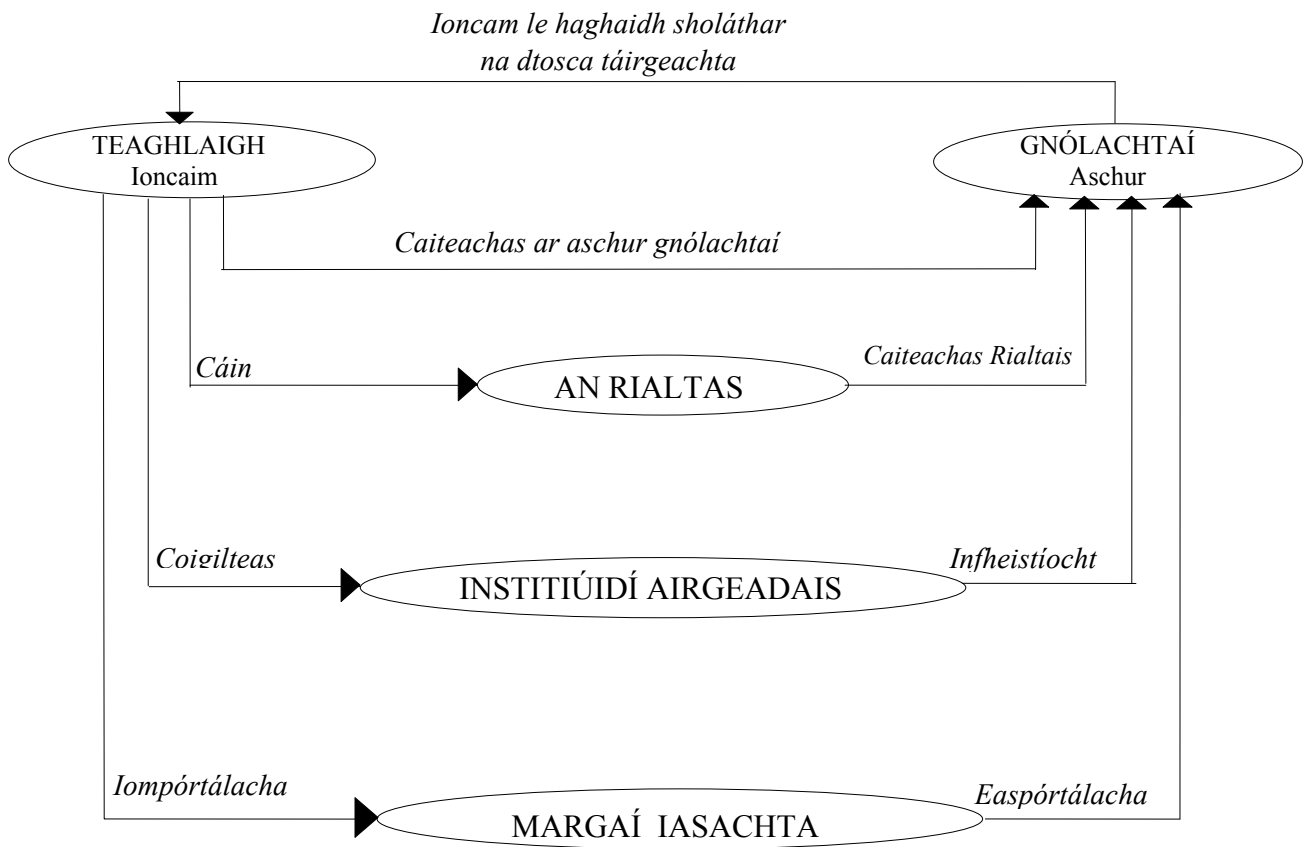 Ioncam le haghaidh sholáthar
na dtosca táirgeachta
TEAGHLAIGH
Ioncaim
GNÓLACHTAÍ
Aschur
Caiteachas ar aschur gnólachtaí
Cáin
AN RIALTAS
Caiteachas Rialtais
Coigilteas
INSTITIÚIDÍ AIRGEADAIS
Infheistíocht
Iompórtálacha
MARGAÍ IASACHTA
Easpórtálacha